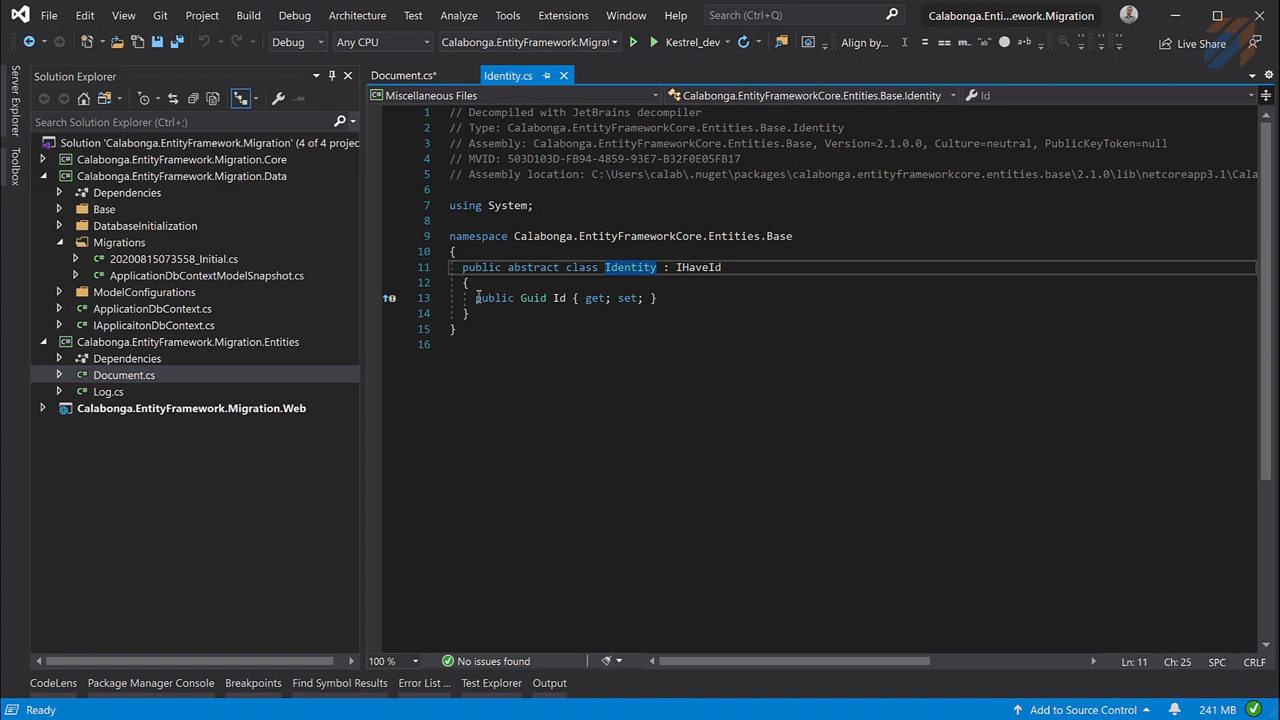 File Edit View Git Project Build Debug Architecture Test Analyze Tools Extensions Window Help Search (Ctrl+;) Calabonga.Enti...ework.Migration
Debug Any CPU Calabonga.EntityFramework.Migrat Kestrel_dev Align by... Live Share
Server Explorer
Toolbox
Solution Explorer
Search Solution Explorer (Ctrl+;)
Solution 'Calabonga.EntityFramework.Migration' (4 of 4 projec
Calabonga.EntityFramework.Migration.Core
Calabonga.EntityFramework.Migration.Data
Dependencies
Base
DatabaseInitialization
Migrations
20200815073558_Initial.cs
ApplicationDbContextModelSnapshot.cs
ModelConfigurations
ApplicationDbContext.cs
IApplicaitonDbContext.cs
Calabonga.EntityFramework.Migration.Entities
Dependencies
Document.cs
Log.cs
Calabonga.EntityFramework.Migration.Web
Document.cs* Identity.cs
Miscellaneous Files Calabonga.EntityFrameworkCore.Entities.Base.Identity Id
1 // Decompiled with JetBrains decompiler
2 // Type: Calabonga.EntityFrameworkCore.Entities.Base.Identity
3 // Assembly: Calabonga.EntityFrameworkCore.Entities.Base, Version=2.1.0.0, Culture=neutral, PublicKeyToken=null
4 // MVID: 503D103D-FB94-4859-93E7-B32F0E05FB17
5 // Assembly location: C:\Users\calab\.nuget\packages\calabonga.entityframeworkcore.entities.base\2.1.0\lib\netcoreapp3.1\Cala
6
7 using System;
8
9 namespace Calabonga.EntityFrameworkCore.Entities.Base
10 {
11 public abstract class Identity : IHaveId
12 {
13 public Guid Id { get; set; }
14 }
15 }
16
100 % No issues found Ln: 11 Ch: 25 SPC CRLF
CodeLens Package Manager Console Breakpoints Find Symbol Results Error List ... Test Explorer Output
Ready Add to Source Control 241 MB